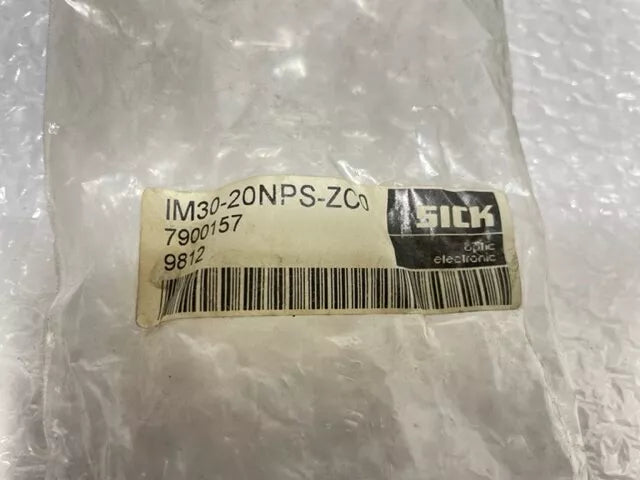 IM30-20NPS-ZC0
7900157
9812
SICK
optic
electronic